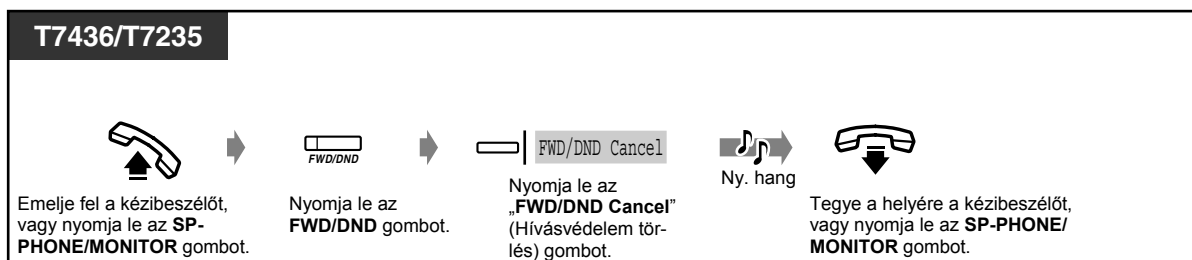 T7436/T7235
FWD/DND
FWD/DND Cancel
Ny. hang
Emelje fel a kézibeszélőt,
vagy nyomja le az SP-
PHONE/MONITOR gombot.
Nyomja le az
FWD/DND gombot.
Nyomja le az
„FWD/DND Cancel”
(Hívásvédelem tör-
lés) gombot.
Tegye a helyére a kézibeszélőt,
vagy nyomja le az SP-PHONE/
MONITOR gombot.